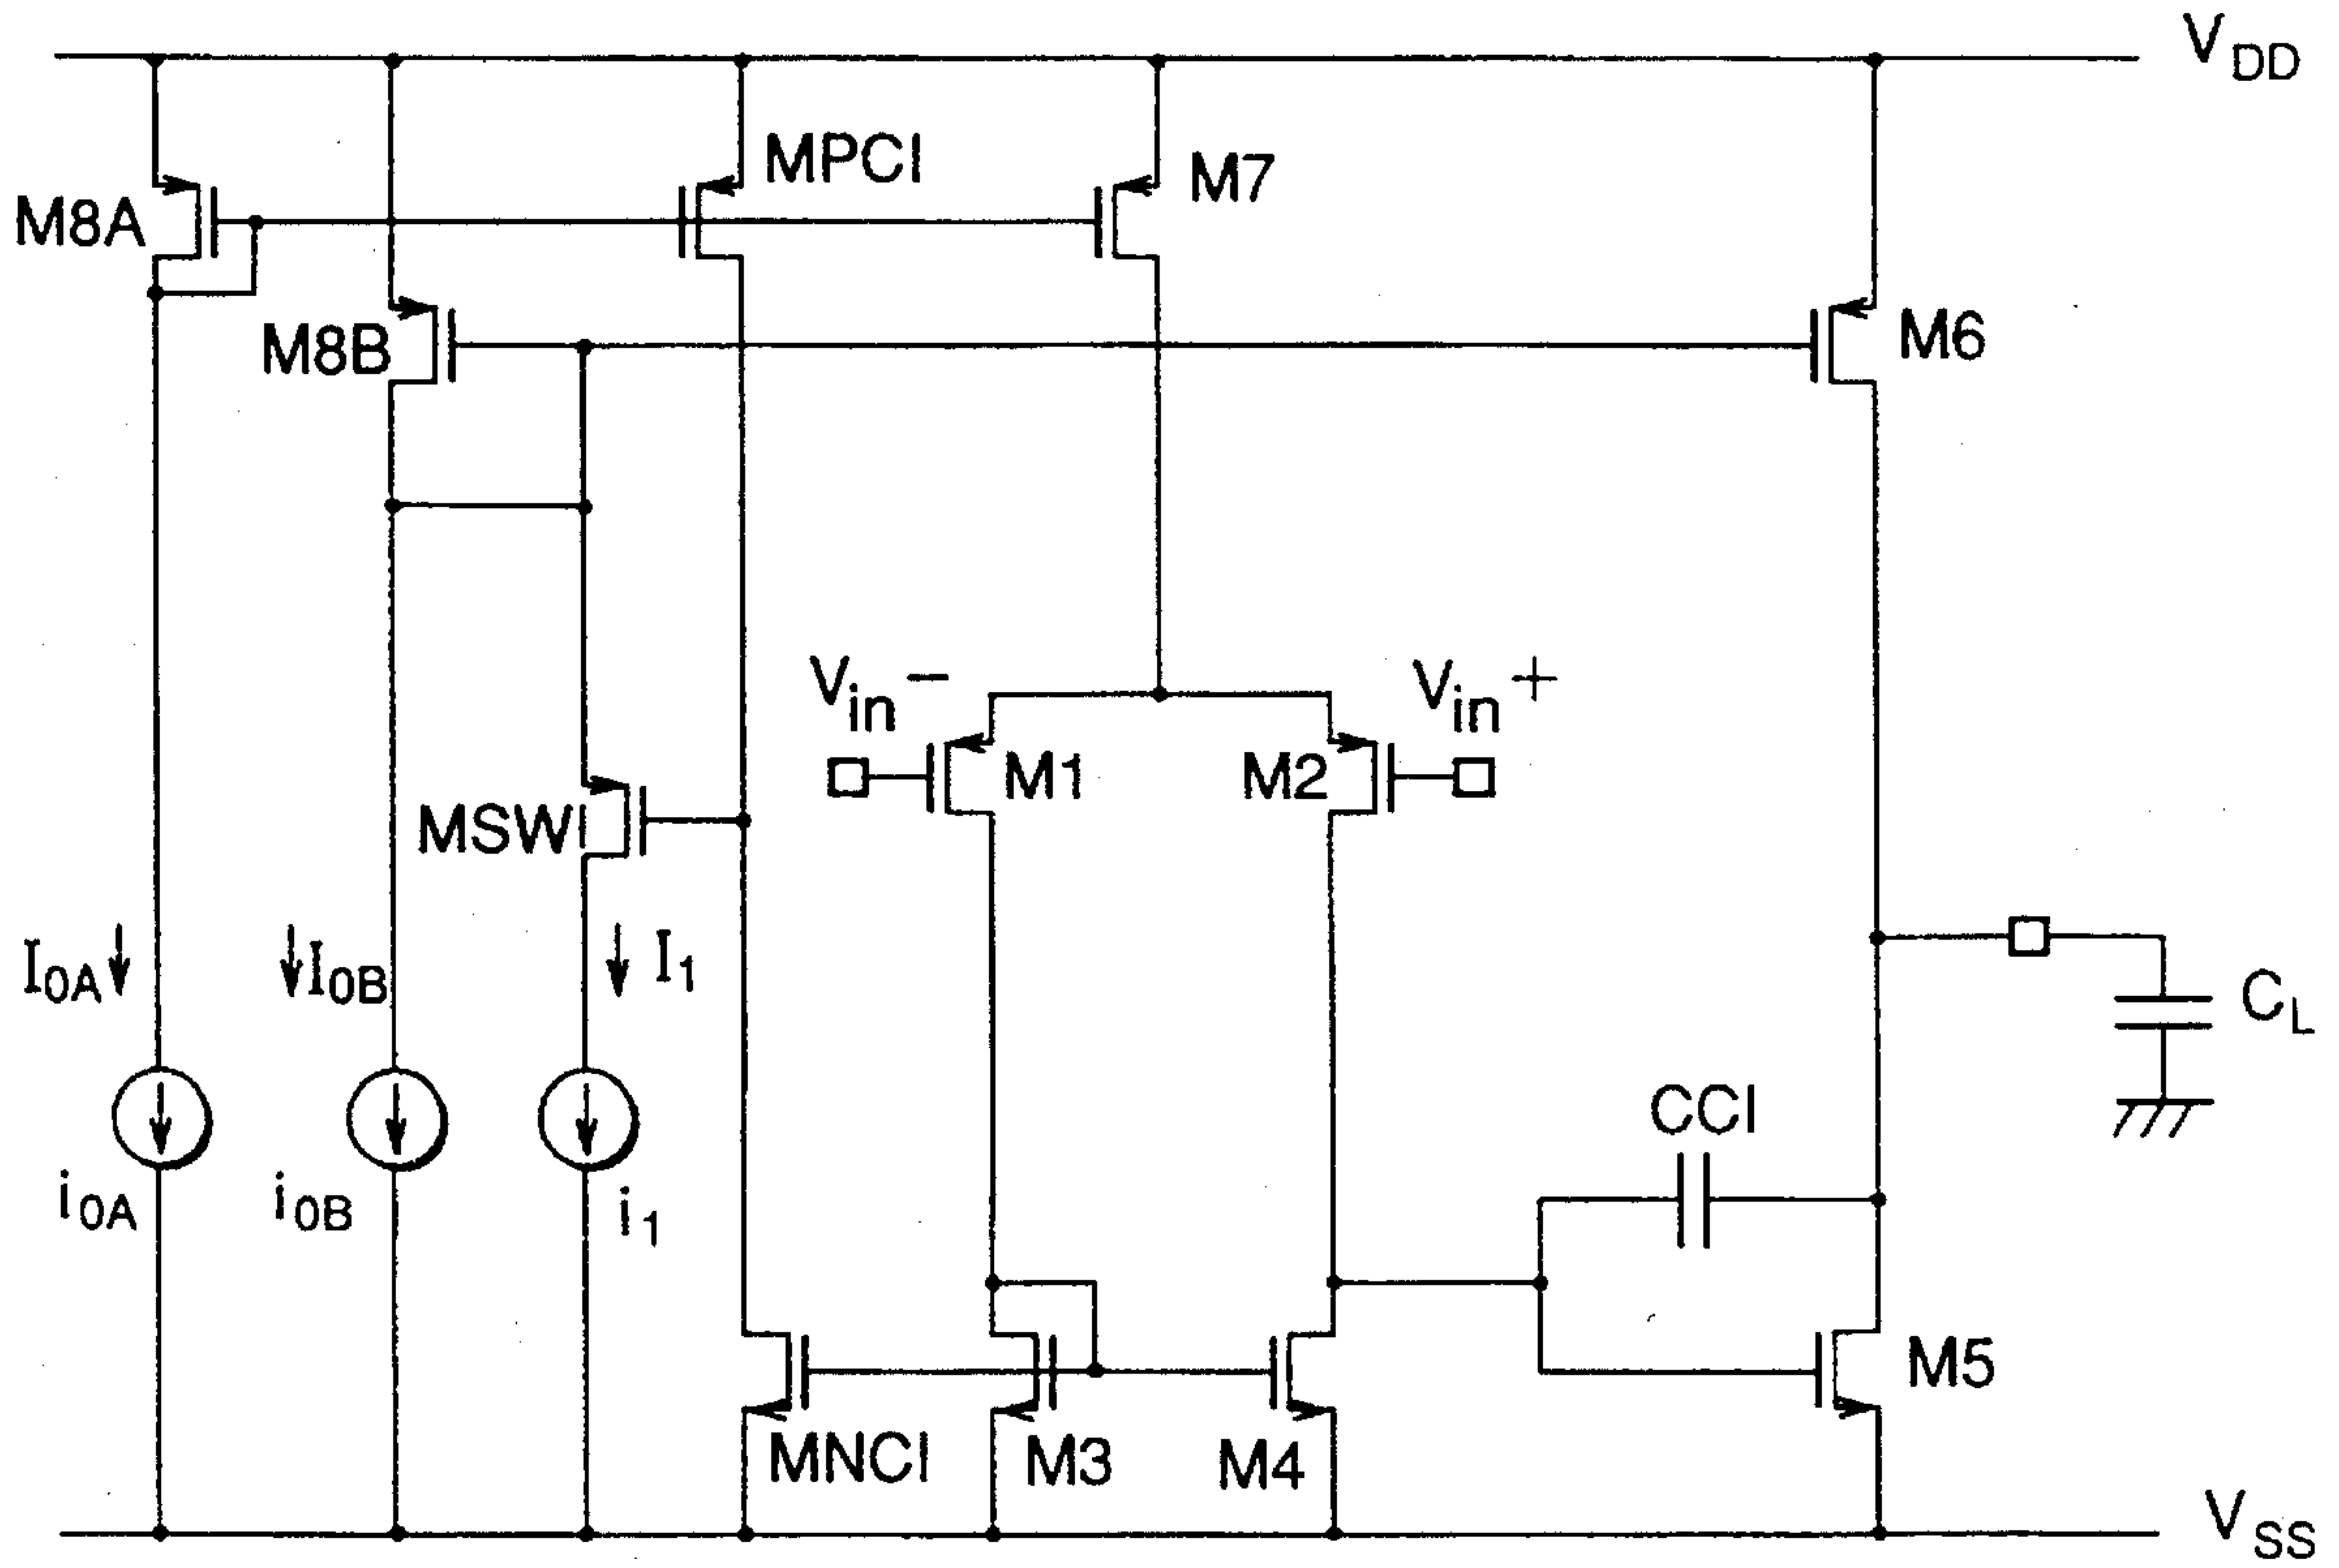 VDD
MPCI
M7
M8A
M8B
M6
Vin−
Vin+
M1
M2
MSWI
I0A
I0B
I1
CL
CCI
i0A
i0B
i1
M5
MNCI
M3
M4
VSS